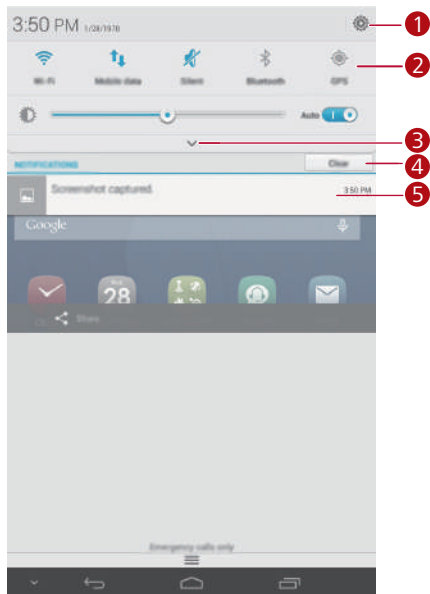 3:50 PM 1/28/1970
1
Wi-Fi Mobile data Silent Bluetooth GPS
2
Auto
3
NOTIFICATIONS Clear
4
Screenshot captured. 3:50 PM
5
Google
28
Share
Emergency calls only